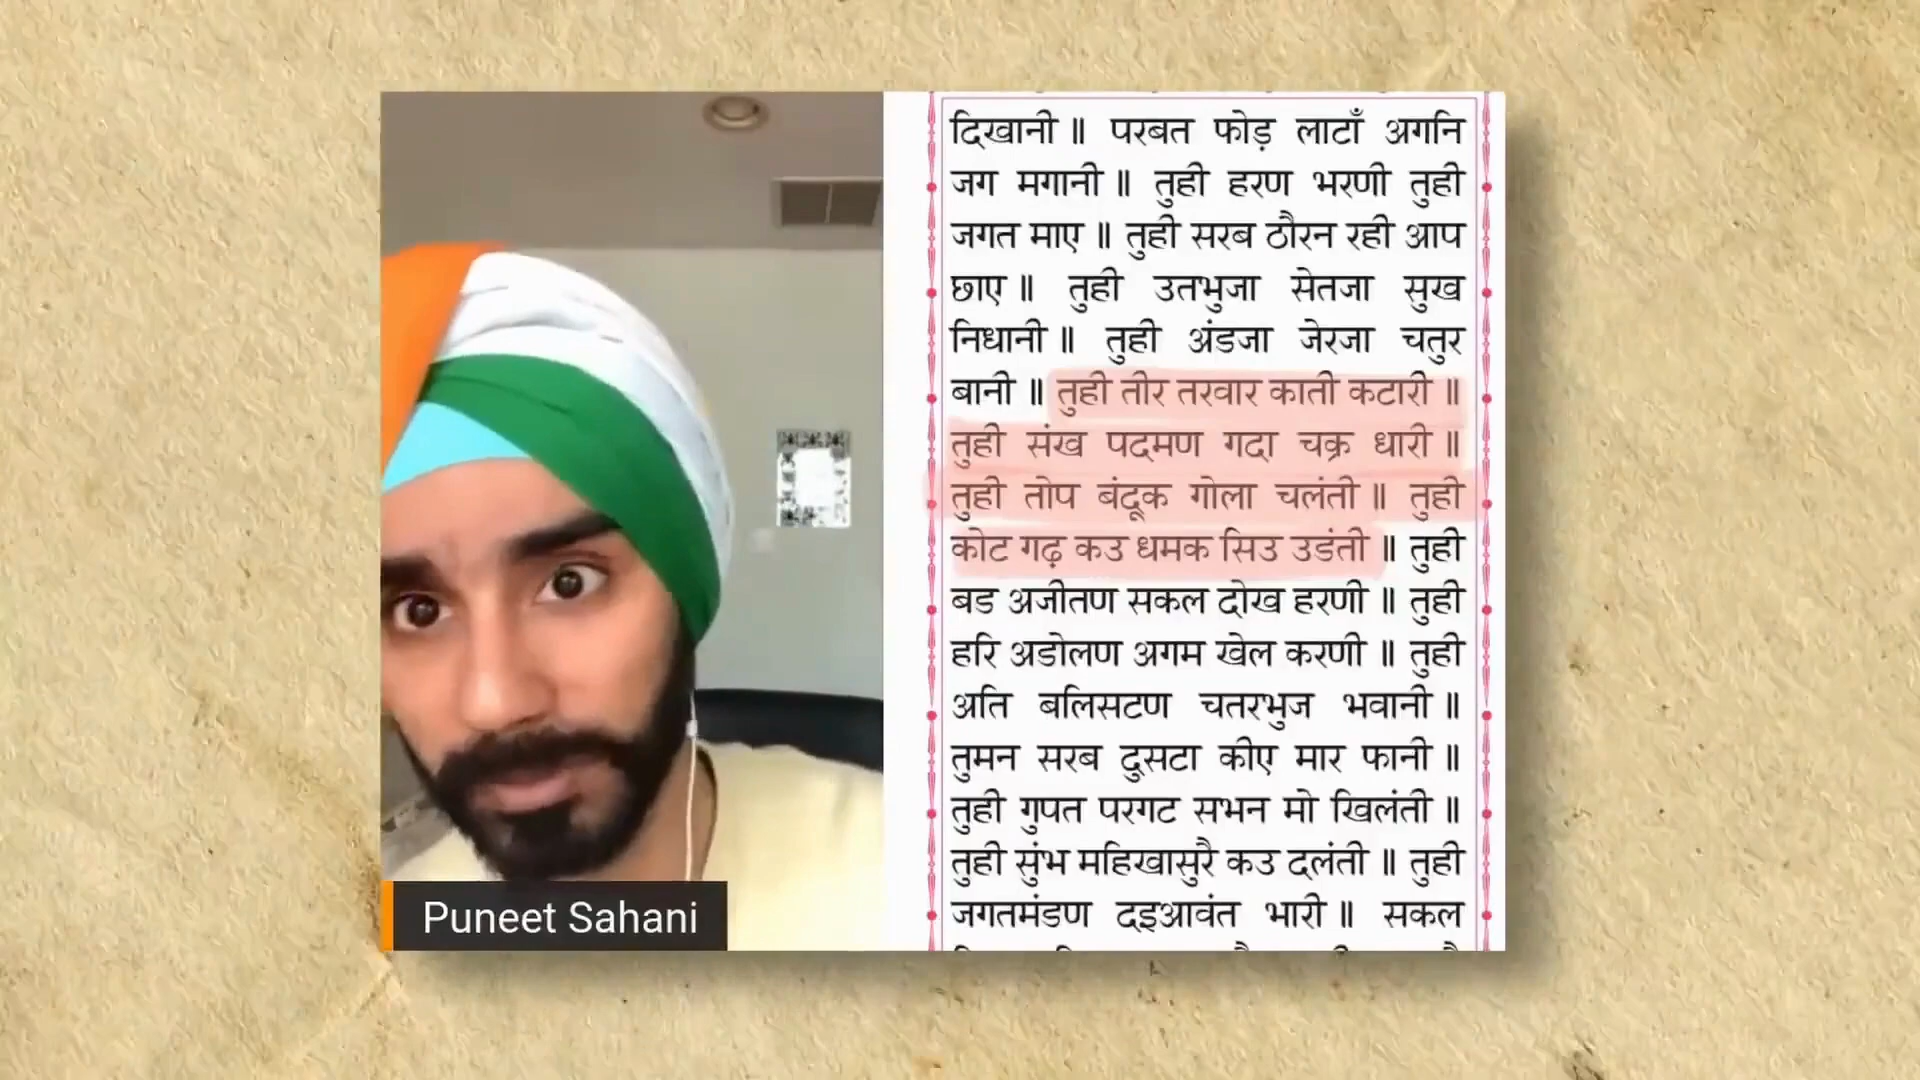 दिखानी ॥ परबत फोड़ लाटाँ अगनि
जग मगानी ॥ तुही हरण भरणी तुही
जगत माए ॥ तुही सरब ठौरन रही आप
छाए ॥ तुही उतभुजा सेतजा सुख
निधानी ॥ तुही अंडजा जेरजा चतुर
बानी ॥ तुही तीर तरवार काती कटारी ॥
तुही संख पदमण गदा चक्र धारी ॥
तुही तोप बंदूक गोला चलंती ॥ तुही
कोट गढ़ कउ धमक सिउ उडंती ॥ तुही
बड अजीतण सकल दोख हरणी ॥ तुही
हरि अडोलण अगम खेल करणी ॥ तुही
अति बलिसटण चतरभुज भवानी ॥
तुमन सरब दुसटा कीए मार फानी ॥
तुही गुपत परगट सभन मो खिलंती ॥
तुही सुंभ महिखासुरै कउ दलंती ॥ तुही
जगतमंडण दइआवंत भारी ॥ सकल
Puneet Sahani